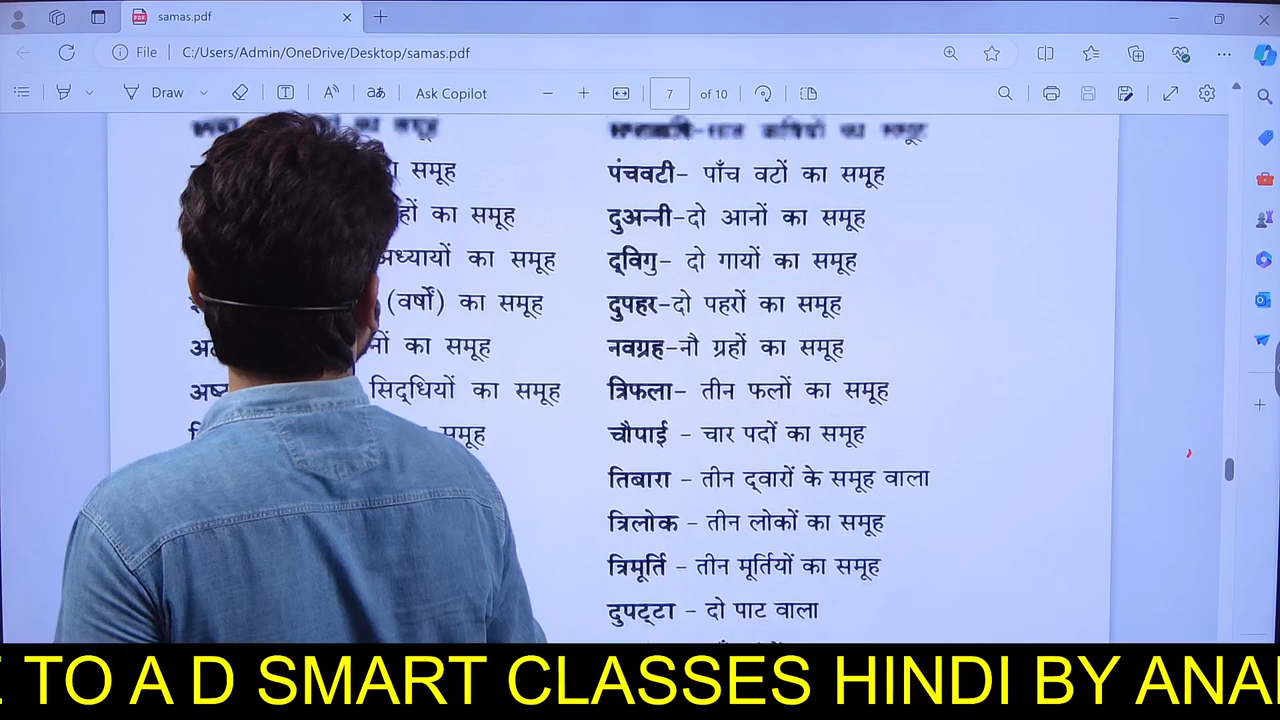 samas.pdf
File C:/Users/Admin/OneDrive/Desktop/samas.pdf
Draw Ask Copilot 7 of 10
का समूह
समूह
हों का समूह
अध्यायों का समूह
(वर्षों) का समूह
नों का समूह
सिद्धियों का समूह
समूह
पंचवटी- पाँच वटों का समूह
दुअन्नी-दो आनों का समूह
द्विगु- दो गायों का समूह
दुपहर-दो पहरों का समूह
नवग्रह-नौ ग्रहों का समूह
त्रिफला- तीन फलों का समूह
चौपाई - चार पदों का समूह
तिबारा - तीन द्वारों के समूह वाला
त्रिलोक - तीन लोकों का समूह
त्रिमूर्ति - तीन मूर्तियों का समूह
दुपट्टा - दो पाट वाला
E TO A D SMART CLASSES HINDI BY ANA